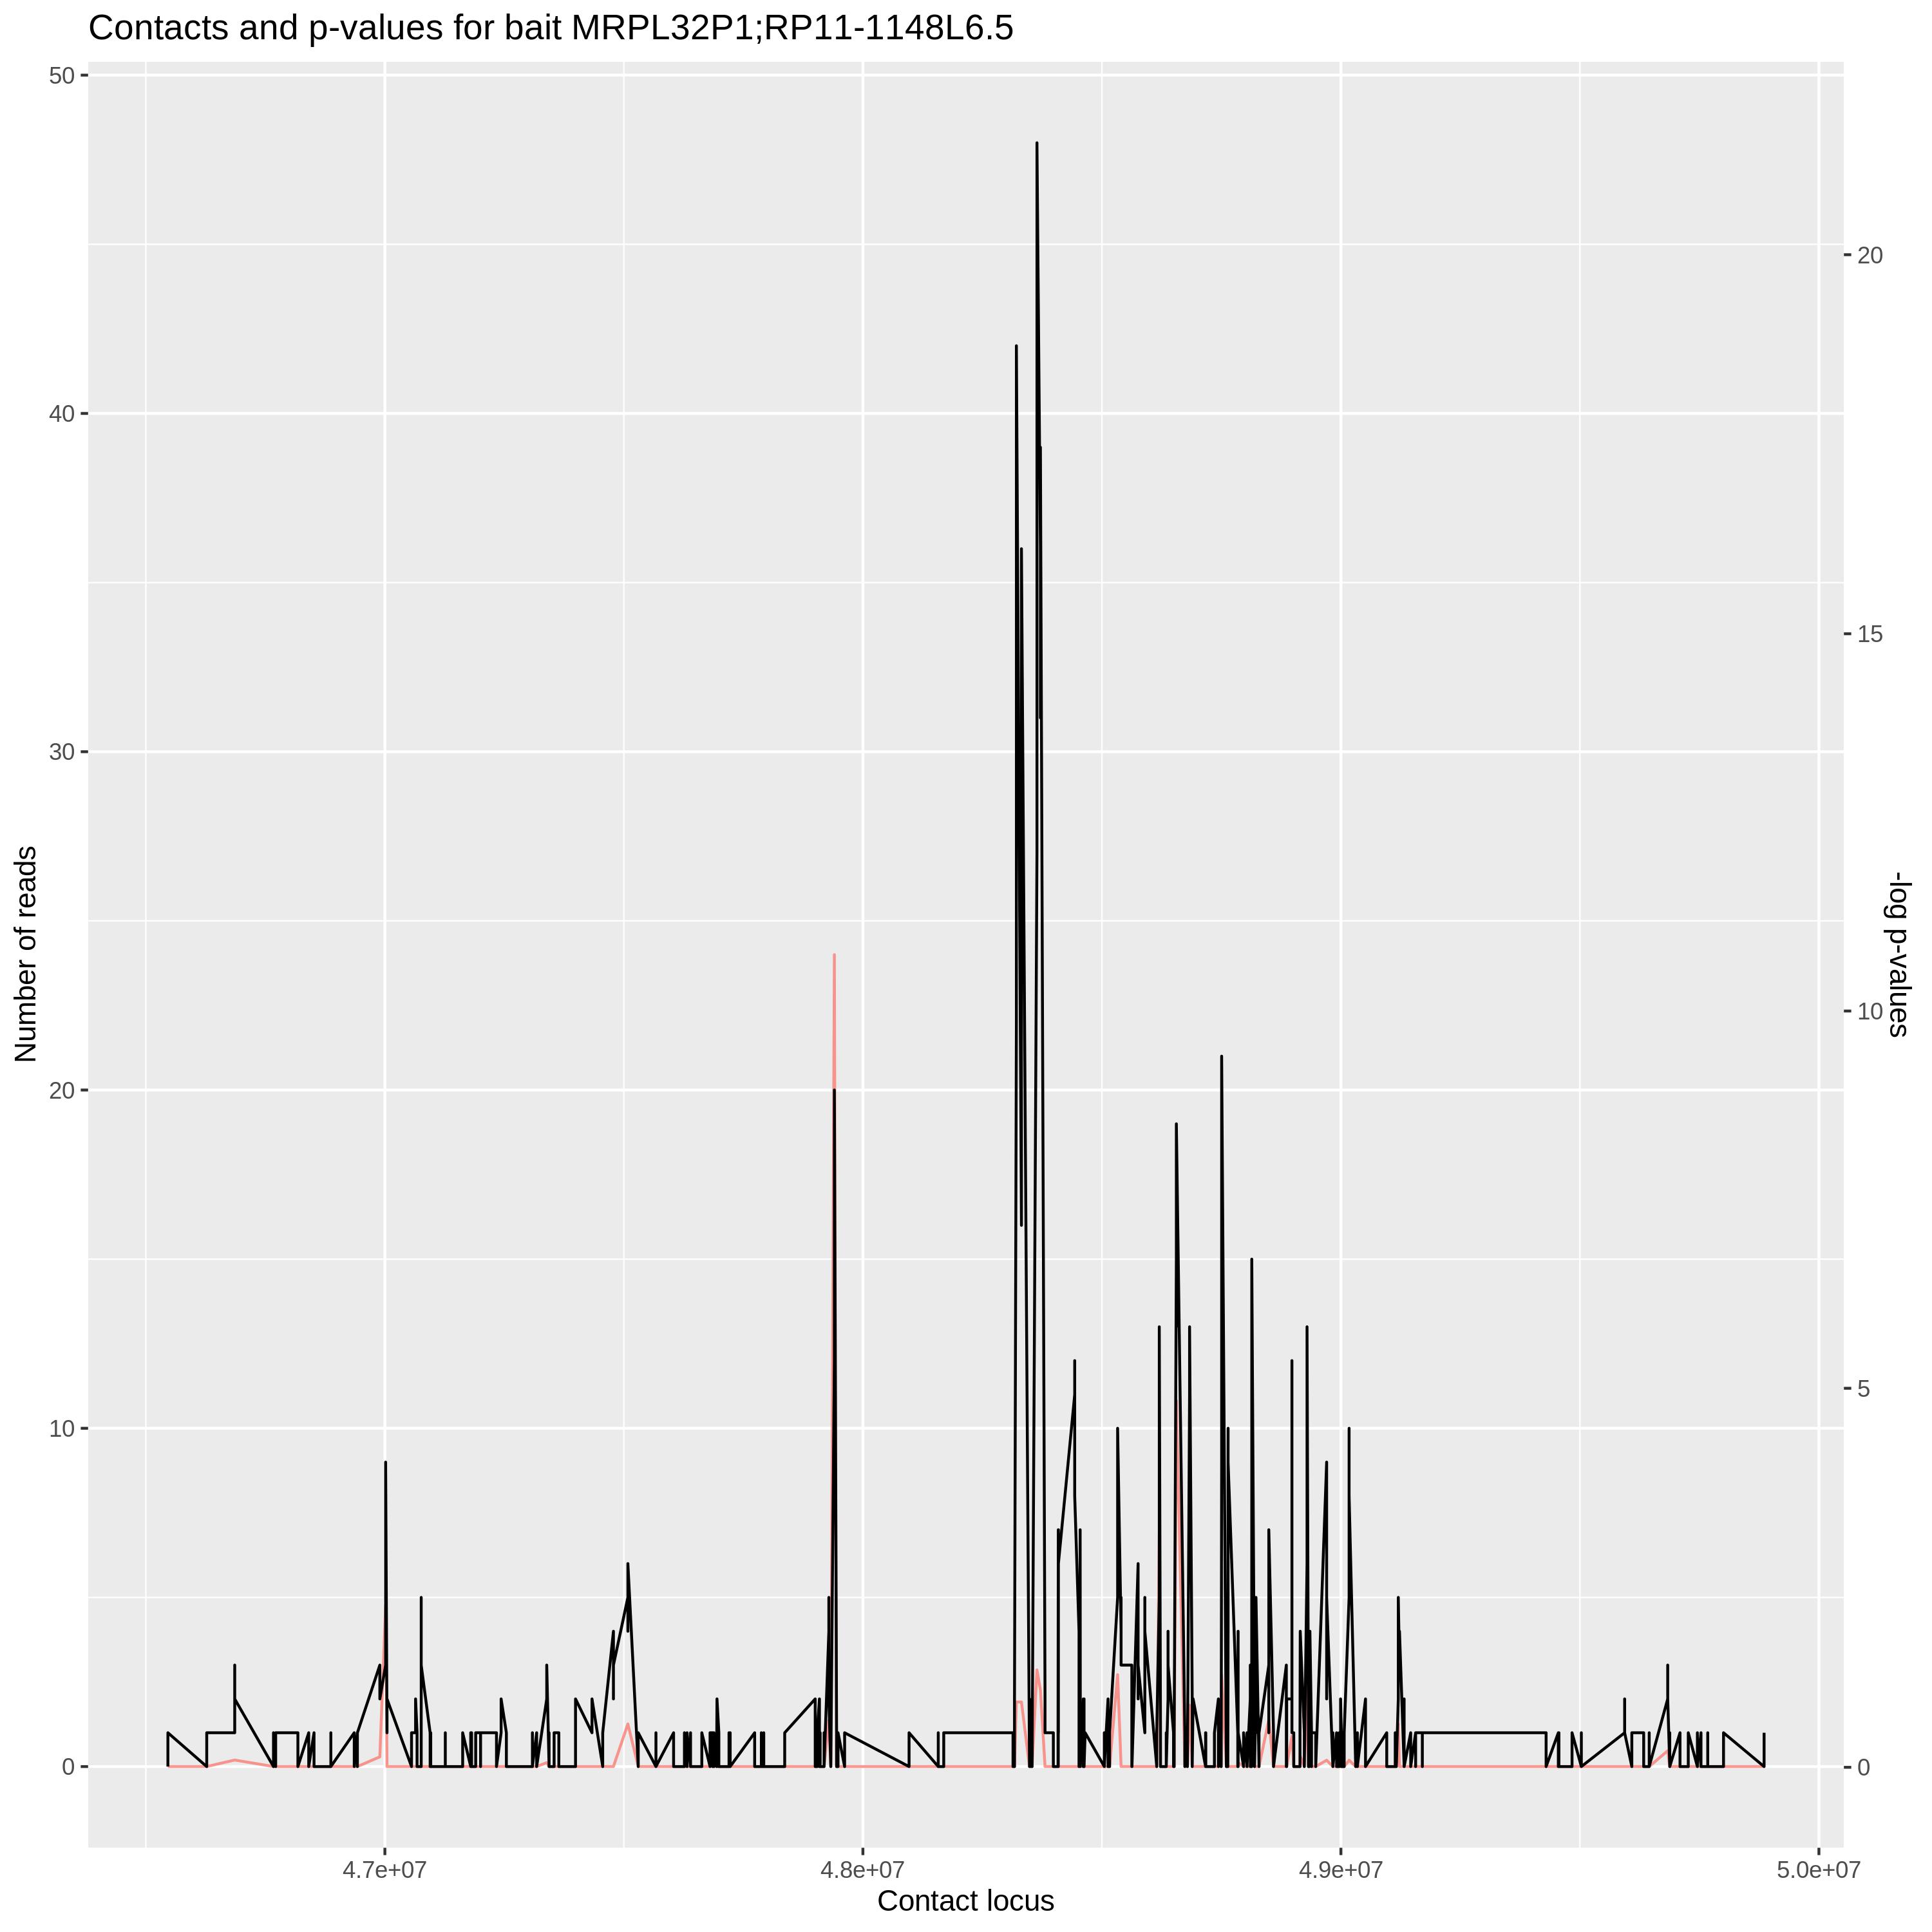 Contacts and p-values for bait MRPL32P1;RP11-1148L6.5
50
40
30
20
10
0
Number of reads
20
15
10
5
0
-log p-values
4.7e+07
4.8e+07
4.9e+07
5.0e+07
Contact locus